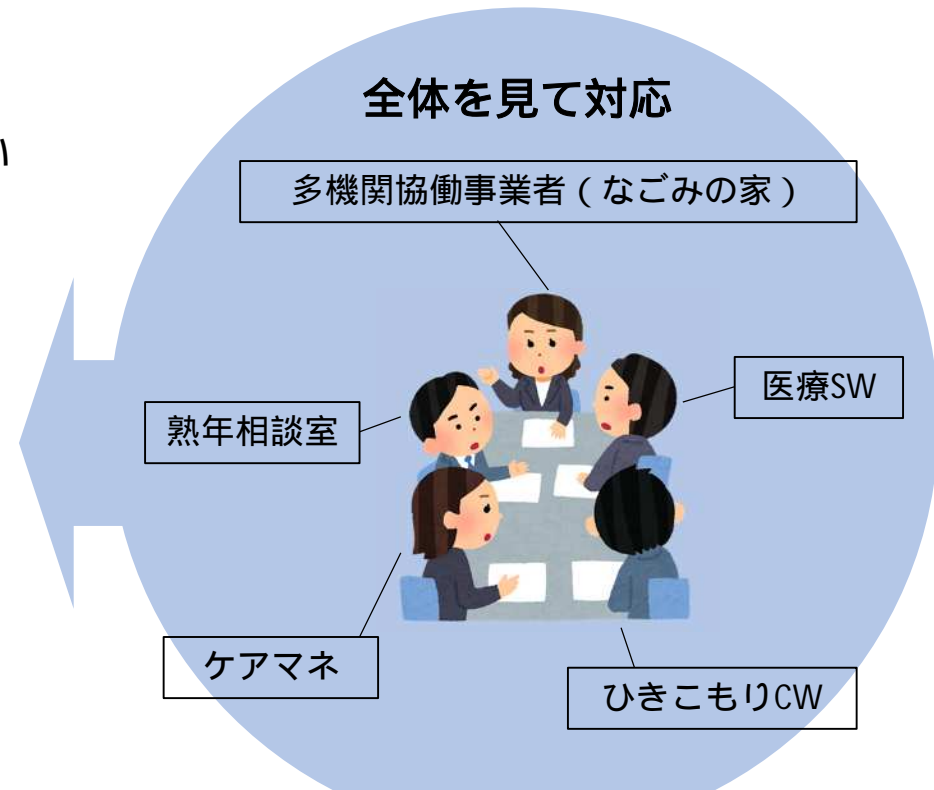 全体を見て対応
い
多機関協働事業者（なごみの家）
医療SW
熟年相談室
ケアマネ
ひきこもりCW